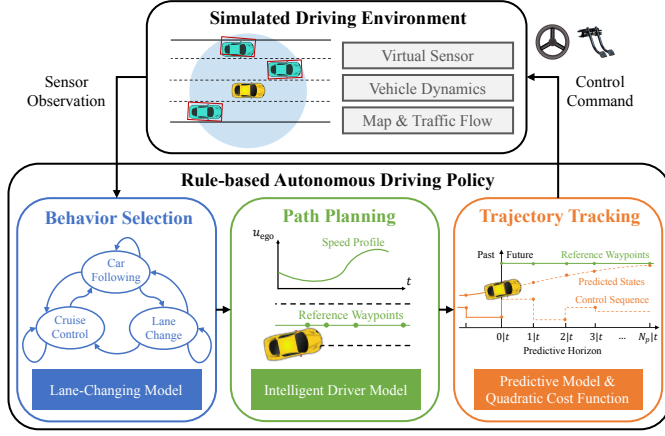 Simulated Driving Environment
Virtual Sensor
Vehicle Dynamics
Map & Traffic Flow
Sensor
Observation
Control
Command
Rule-based Autonomous Driving Policy
Behavior Selection
Car
Following
Cruise
Control
Lane
Change
Lane-Changing Model
Path Planning
u_ego
Speed Profile
t
Reference Waypoints
Intelligent Driver Model
Trajectory Tracking
Past Future
Reference Waypoints
Predicted States
Control Sequence
0|t 1|t 2|t 3|t ... N_p|t
Predictive Horizon
Predictive Model &
Quadratic Cost Function